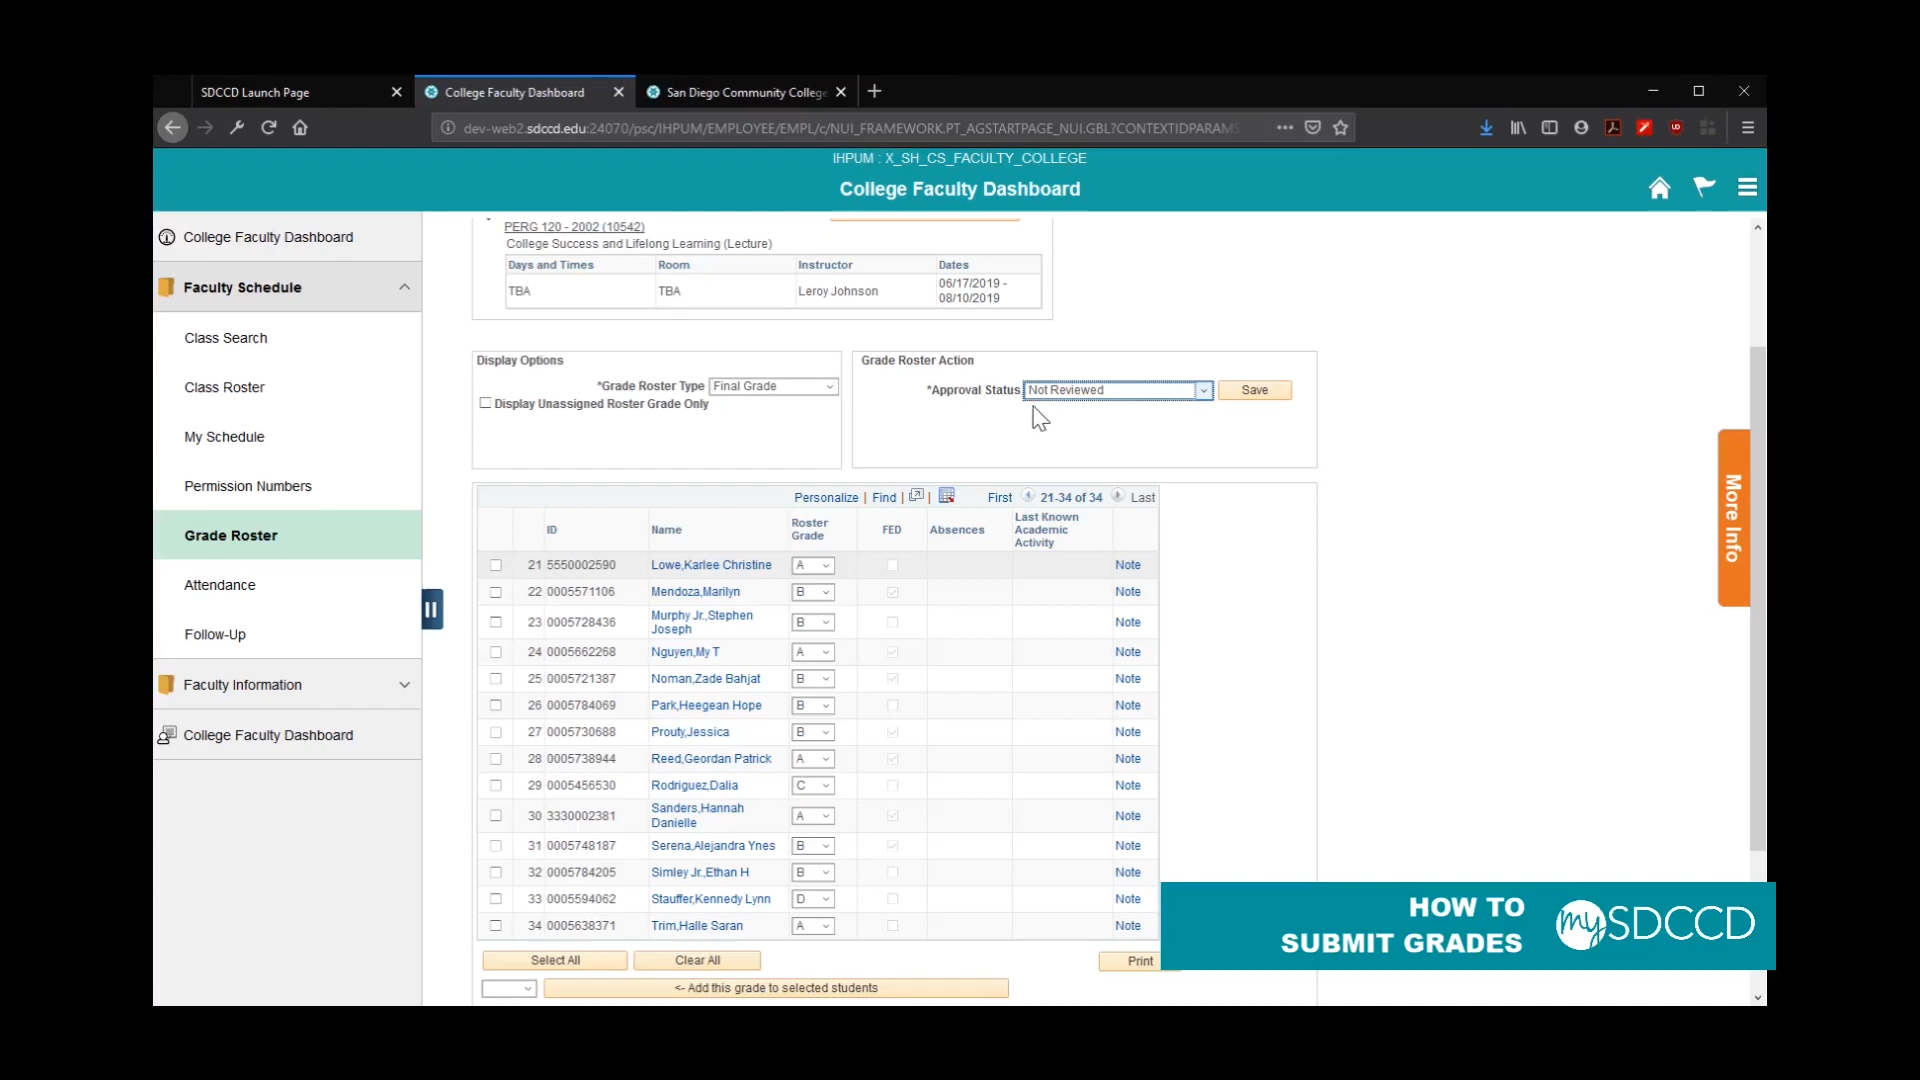 SDCCD Launch Page
College Faculty Dashboard
San Diego Community College
dev-web2.sdccd.edu:24070/psc/IHPUM/EMPLOYEE/EMPL/c/NUI_FRAMEWORK.PT_AGSTARTPAGE_NUI.GBL?CONTEXTIDPARAMS
IHPUM : X_SH_CS_FACULTY_COLLEGE
College Faculty Dashboard
College Faculty Dashboard
Faculty Schedule
Class Search
Class Roster
My Schedule
Permission Numbers
Grade Roster
Attendance
Follow-Up
Faculty Information
College Faculty Dashboard
PERG 120 - 2002 (10542)
College Success and Lifelong Learning (Lecture)
Days and Times Room Instructor Dates
TBA TBA Leroy Johnson 06/17/2019 -
08/10/2019
Display Options
*Grade Roster Type Final Grade
Display Unassigned Roster Grade Only
Grade Roster Action
*Approval Status Not Reviewed Save
Personalize | Find | | First 21-34 of 34 Last
ID Name Roster Grade FED Absences Last Known Academic Activity
21 5550002590 Lowe,Karlee Christine A Note
22 0005571106 Mendoza,Marilyn B Note
23 0005728436 Murphy Jr.,Stephen Joseph B Note
24 0005662268 Nguyen,My T A Note
25 0005721387 Noman,Zade Bahjat B Note
26 0005784069 Park,Heegean Hope B Note
27 0005730688 Prouty,Jessica B Note
28 0005738944 Reed,Geordan Patrick A Note
29 0005456530 Rodriguez,Dalia C Note
30 3330002381 Sanders,Hannah Danielle A Note
31 0005748187 Serena,Alejandra Ynes B Note
32 0005784205 Simley Jr.,Ethan H B Note
33 0005594062 Stauffer,Kennedy Lynn D Note
34 0005638371 Trim,Halle Saran A Note
Select All Clear All Print
<- Add this grade to selected students
More Info
HOW TO
SUBMIT GRADES
mySDCCD